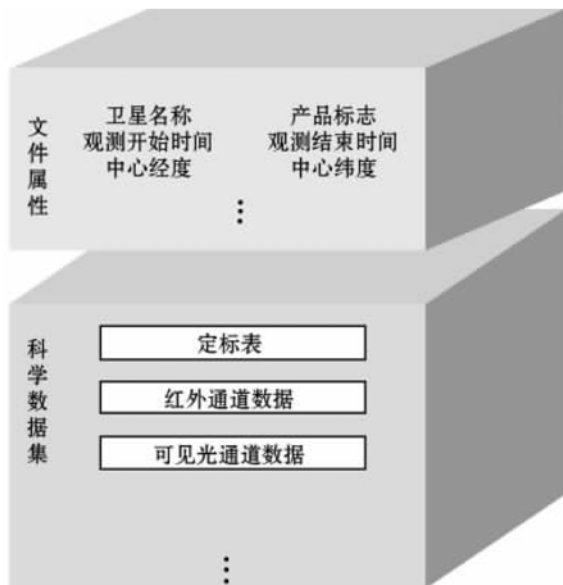 文件属性
卫星名称 产品标志
观测开始时间 观测结束时间
中心经度 中心纬度
⋮
科学数据集
定标表
红外通道数据
可见光通道数据
⋮